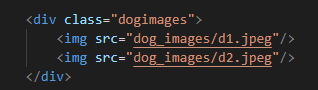 <div class="dogimages">
<img src="dog_images/d1.jpeg"/>
<img src="dog_images/d2.jpeg"/>
</div>